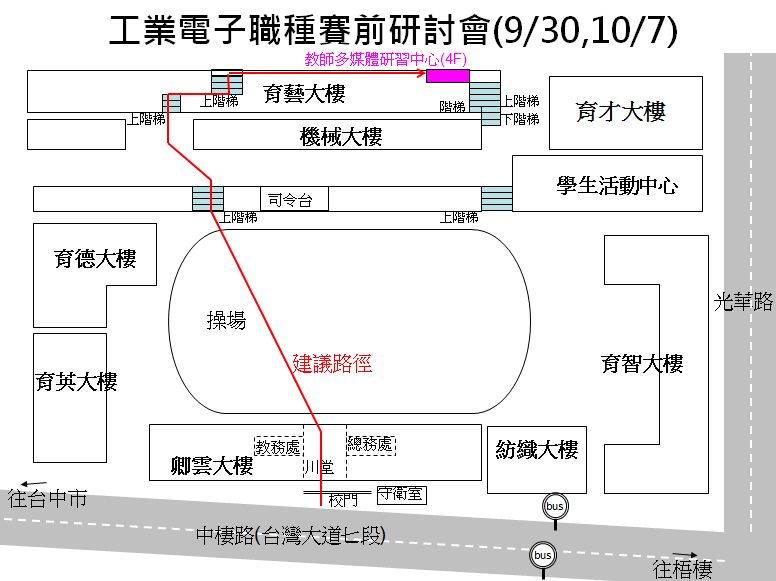 工業電子職種賽前研討會(9/30,10/7)
教師多媒體研習中心(4F)
上階梯
育藝大樓
階梯
上階梯
上階梯
下階梯
育才大樓
機械大樓
學生活動中心
司令台
上階梯
上階梯
育德大樓
操場
光華路
建議路徑
育英大樓
育智大樓
教務處
總務處
卿雲大樓
川堂
紡織大樓
校門
守衛室
往台中市
bus
中棲路(台灣大道七段)
bus
往梧棲